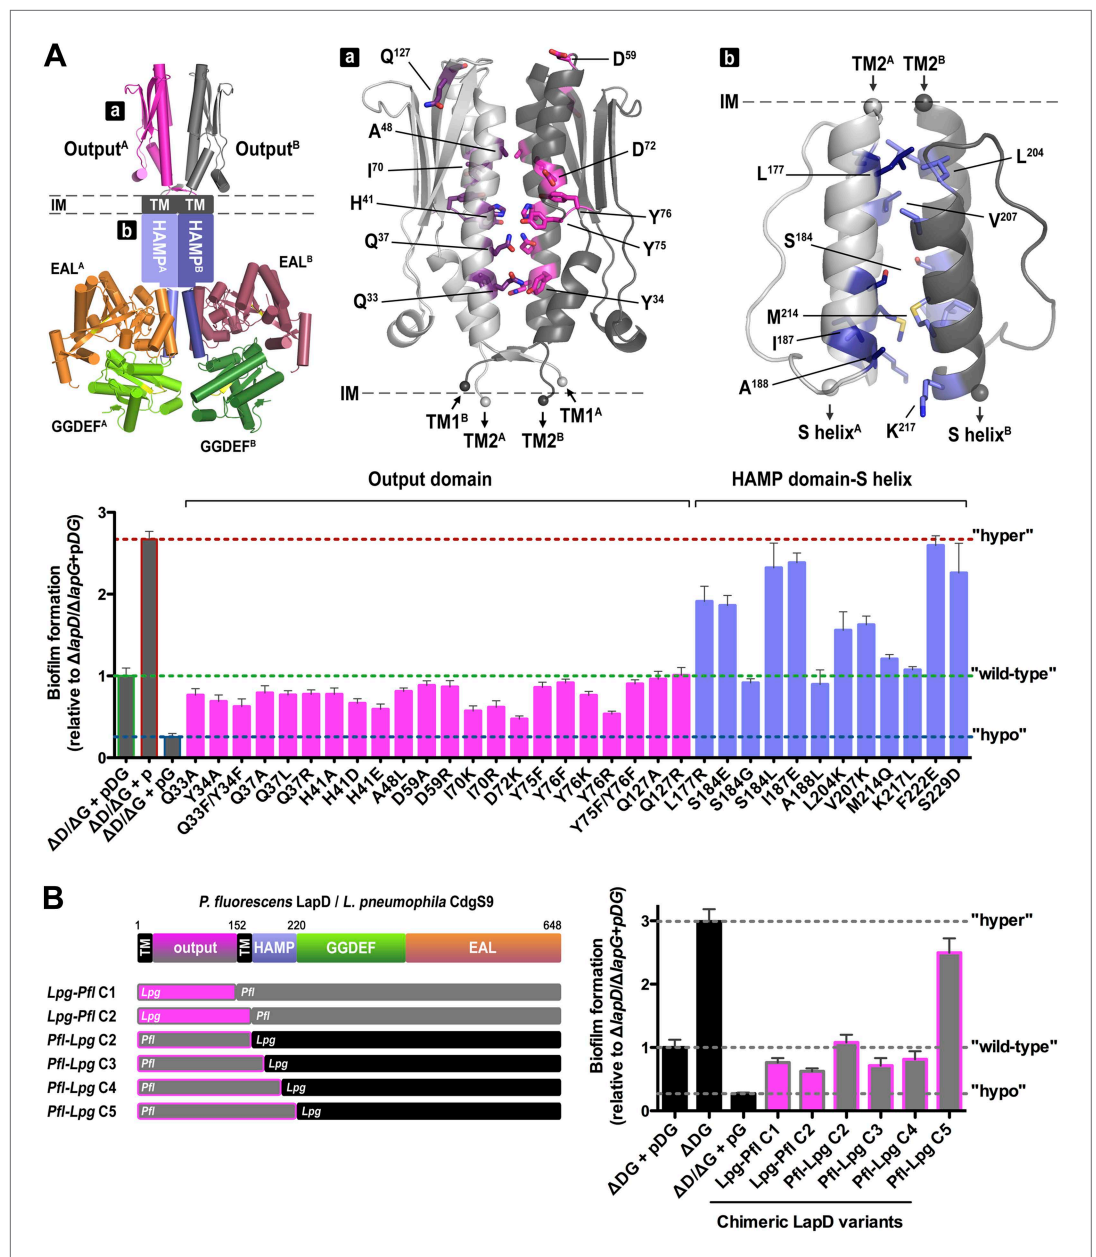 A
a
Output^A
Output^B
IM
TM
TM
b
HAMP^A
HAMP^B
EAL^A
EAL^B
GGDEF^A
GGDEF^B
a
Q^127
D^59
A^48
D^72
I^70
H^41
Y^76
Y^75
Q^37
Q^33
Y^34
IM
TM1^B
TM1^A
TM2^A
TM2^B
b
TM2^A
TM2^B
IM
L^177
L^204
V^207
S^184
M^214
I^187
A^188
K^217
S helix^A
S helix^B
Output domain
HAMP domain-S helix
Biofilm formation
(relative to ΔlapD/ΔlapG+pDG)
3
2
1
0
"hyper"
"wild-type"
"hypo"
ΔD/ΔG + pDG
ΔD/ΔG + p
ΔD/ΔG + pG
Q33A
Y34A
Q33F/Y34F
Q37A
Q37L
Q37R
H41A
H41D
H41E
A48L
D59A
D59R
I70K
I70R
D72K
Y75F
Y76F
Y76K
Y76R
Y75F/Y76F
Q127A
Q127R
L177R
S184E
S184G
S184L
I187E
A188L
L204K
V207K
M214Q
K217L
F222E
S229D
B
P. fluorescens LapD / L. pneumophila CdgS9
1 152 220 648
TM output TM HAMP GGDEF EAL
Lpg-Pfl C1 Lpg Pfl
Lpg-Pfl C2 Lpg Pfl
Pfl-Lpg C2 Pfl Lpg
Pfl-Lpg C3 Pfl Lpg
Pfl-Lpg C4 Pfl Lpg
Pfl-Lpg C5 Pfl Lpg
Biofilm formation
(relative to ΔlapD/ΔlapG+pDG)
3
2
1
0
"hyper"
"wild-type"
"hypo"
ΔDG + pDG
ΔDG
ΔD/ΔG + pG
Lpg-Pfl C1
Lpg-Pfl C2
Pfl-Lpg C2
Pfl-Lpg C3
Pfl-Lpg C4
Pfl-Lpg C5
Chimeric LapD variants